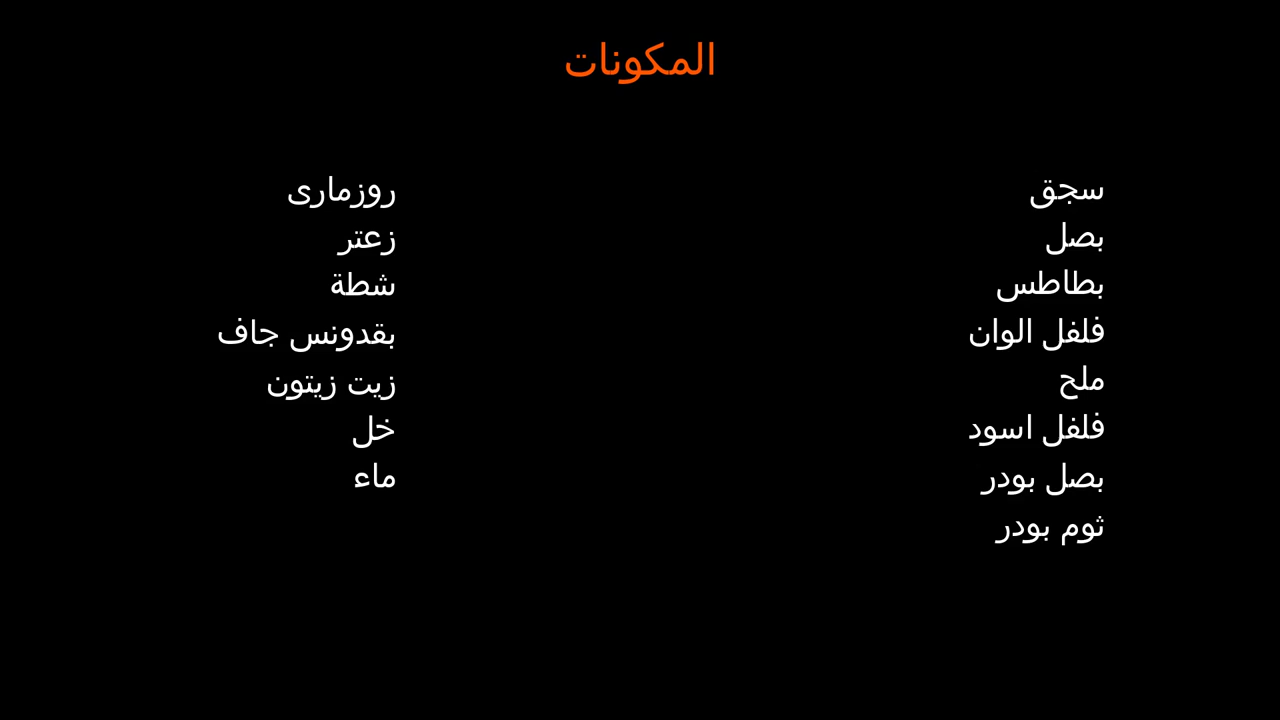 المكونات
سجق
بصل
بطاطس
فلفل الوان
ملح
فلفل اسود
بصل بودر
ثوم بودر
روزمارى
زعتر
شطة
بقدونس جاف
زيت زيتون
خل
ماء